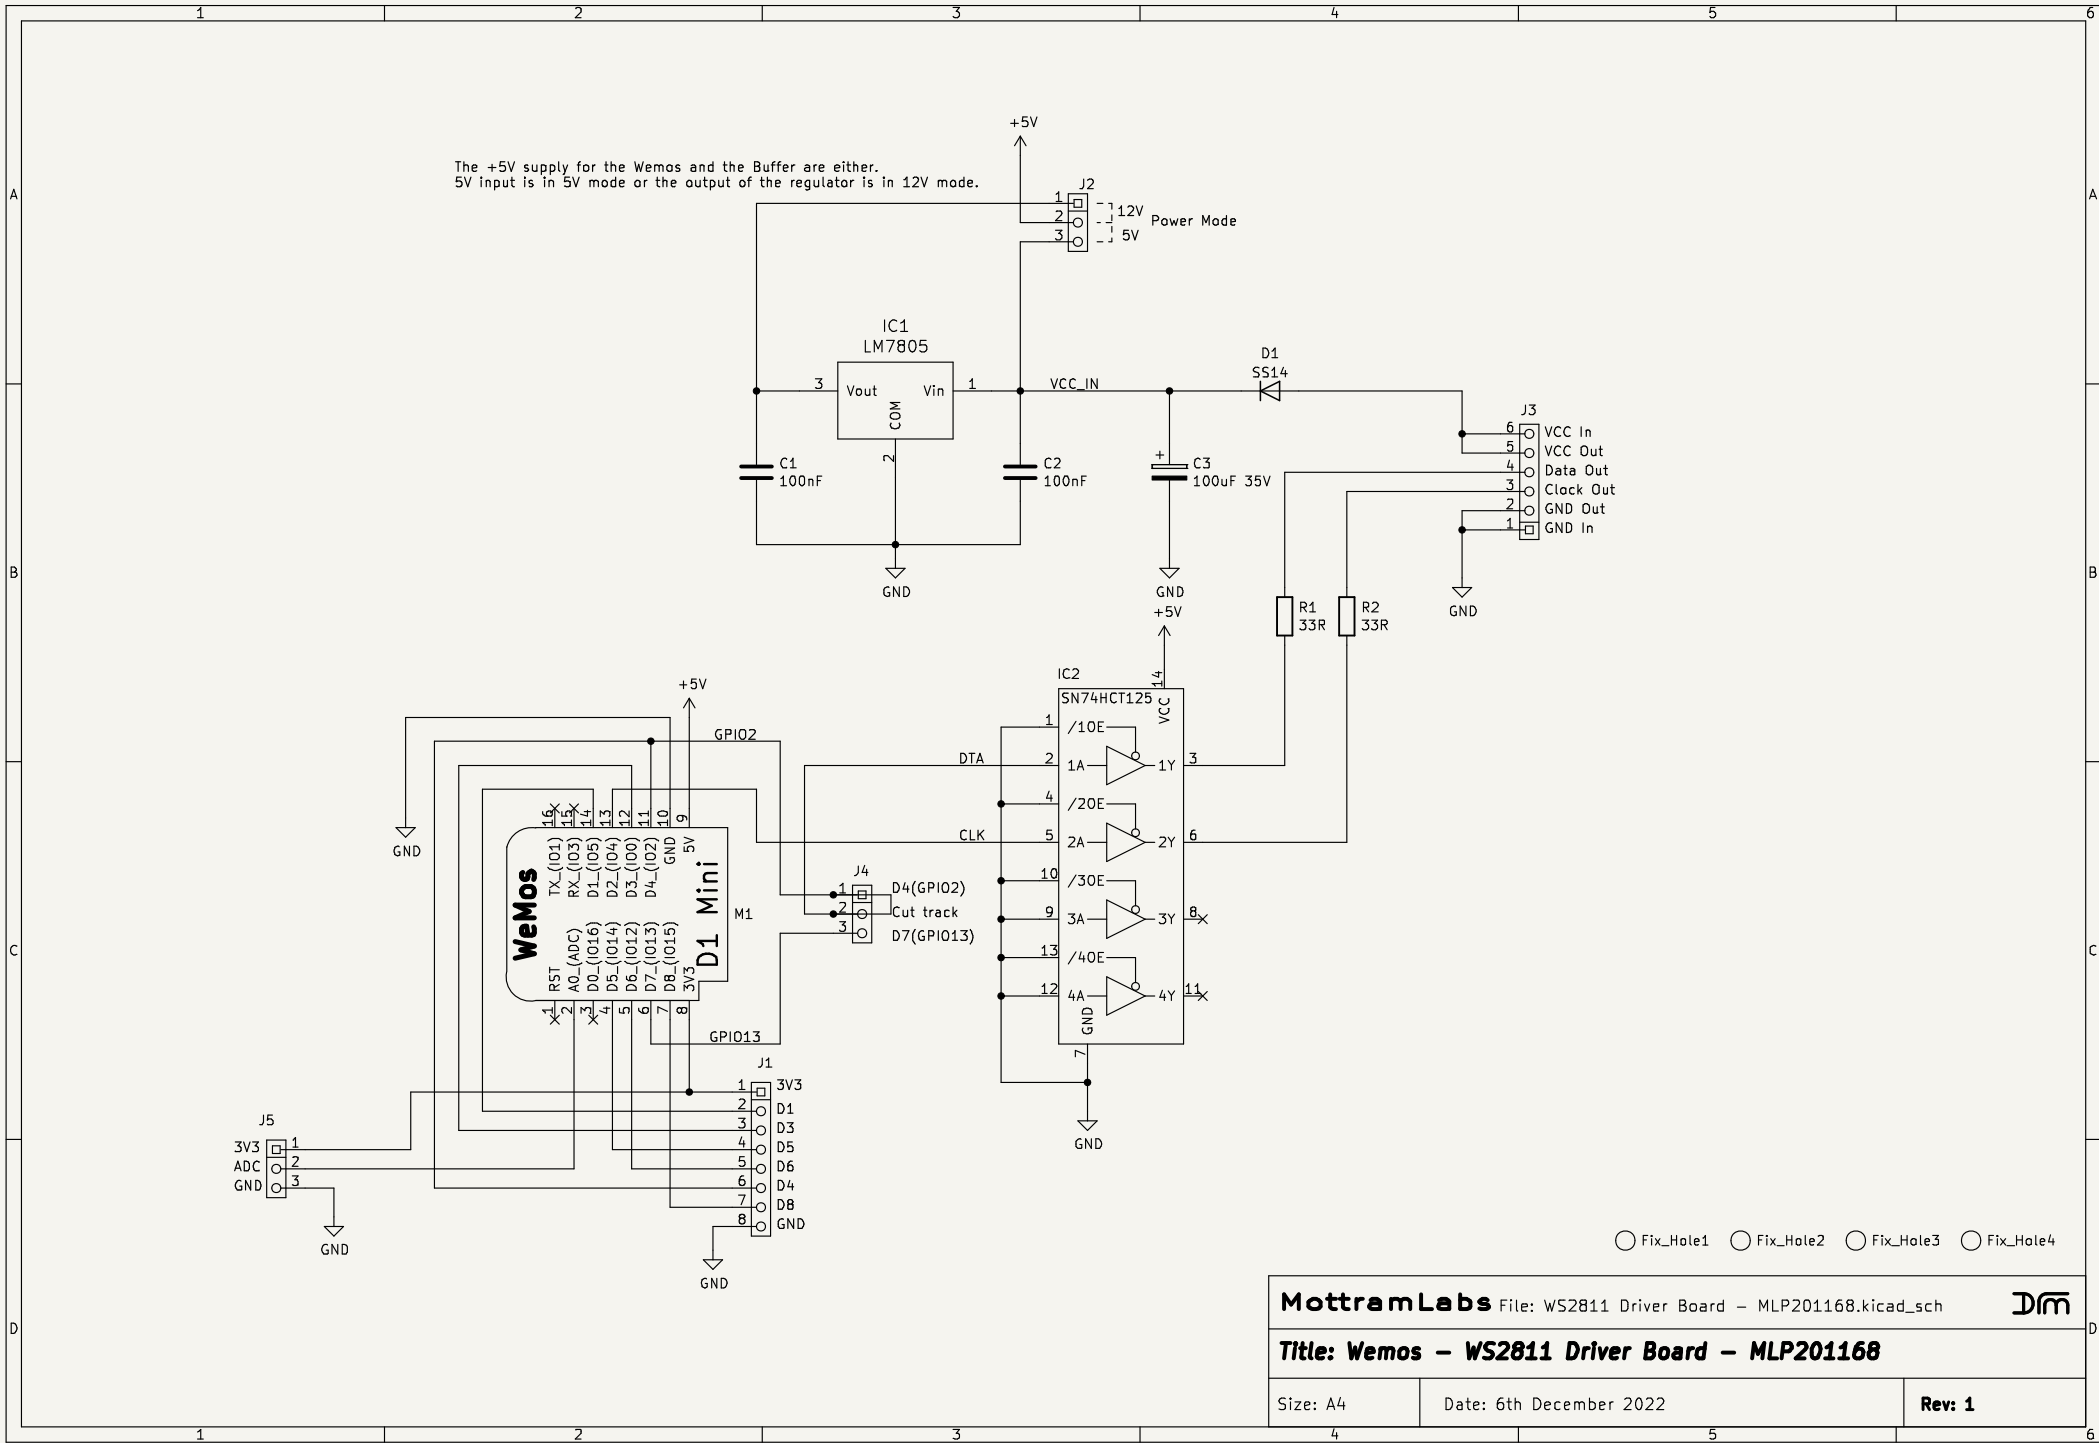 1 2 3 4 5 6
A
B
C
D
A
B
C
D
The +5V supply for the Wemos and the Buffer are either.
5V input is in 5V mode or the output of the regulator is in 12V mode.
+5V
J2
1
2
3
12V
5V
Power Mode
IC1
LM7805
3
Vout
Vin
1
COM
2
VCC_IN
D1
SS14
C1
100nF
C2
100nF
+
C3
100uF 35V
GND
GND
J3
6 VCC In
5 VCC Out
4 Data Out
3 Clock Out
2 GND Out
1 GND In
GND
R1
33R
R2
33R
+5V
IC2
SN74HCT125
14
VCC
1 /1OE
2 1A 1Y 3
4 /2OE
5 2A 2Y 6
10 /3OE
9 3A 3Y 8
13 /4OE
12 4A 4Y 11
GND
7
GND
DTA
CLK
+5V
GPIO2
GND
16 15 14 13 12 11 10 9
TX_(IO1)
RX_(IO3)
D1_(IO5)
D2_(IO4)
D3_(IO0)
D4_(IO2)
GND
5V
WeMos
D1 Mini
M1
RST
A0_(ADC)
D0_(IO16)
D5_(IO14)
D6_(IO12)
D7_(IO13)
D8_(IO15)
3V3
1 2 3 4 5 6 7 8
GPIO13
J4
1 D4(GPIO2)
2 Cut track
3 D7(GPIO13)
J1
1 3V3
2 D1
3 D3
4 D5
5 D6
6 D4
7 D8
8 GND
GND
J5
3V3 1
ADC 2
GND 3
GND
Fix_Hole1 Fix_Hole2 Fix_Hole3 Fix_Hole4
MottramLabs File: WS2811 Driver Board - MLP201168.kicad_sch
Title: Wemos - WS2811 Driver Board - MLP201168
Size: A4
Date: 6th December 2022
Rev: 1
1 2 3 4 5 6